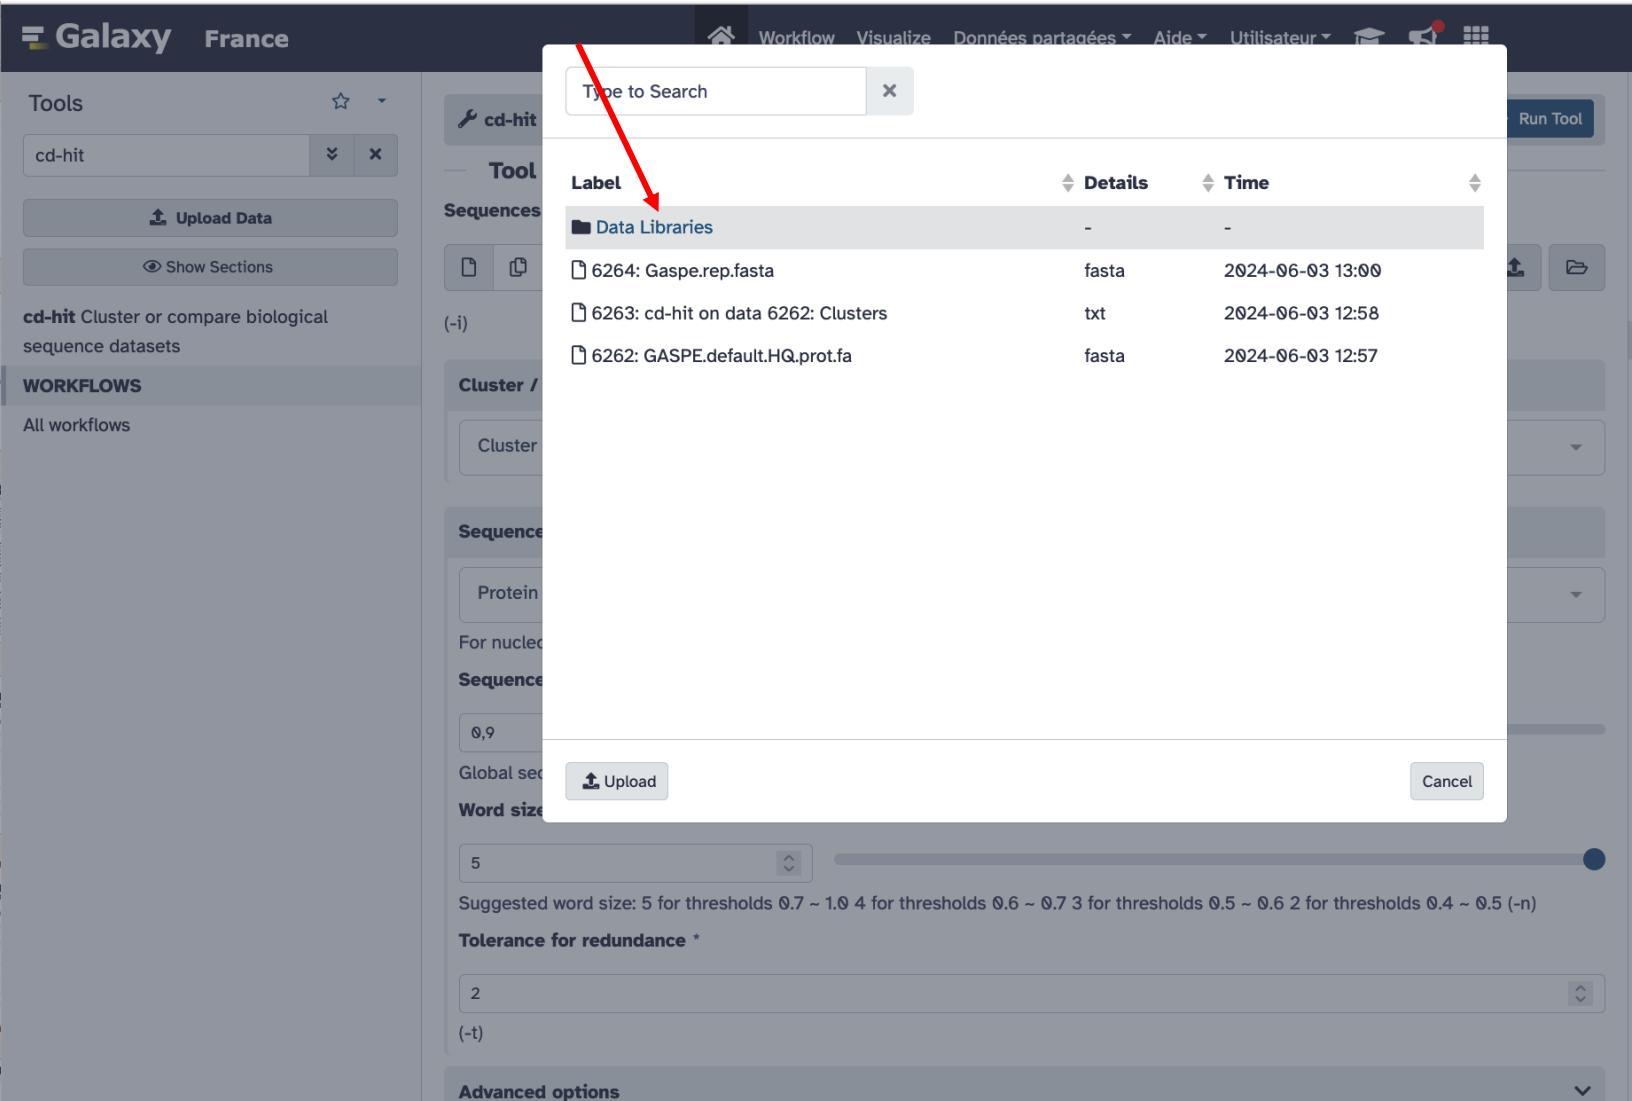 Galaxy France
Workflow Visualize Données partagées Aide Utilisateur
Tools
cd-hit
Upload Data
Show Sections
cd-hit Cluster or compare biological
sequence datasets
WORKFLOWS
All workflows
cd-hit
Run Tool
Tool
Sequences
(-i)
Cluster /
Cluster
Sequence
Protein
For nucleo
Sequence
0,9
Global sec
Word size
5
Suggested word size: 5 for thresholds 0.7 ~ 1.0 4 for thresholds 0.6 ~ 0.7 3 for thresholds 0.5 ~ 0.6 2 for thresholds 0.4 ~ 0.5 (-n)
Tolerance for redundance *
2
(-t)
Advanced options
Type to Search
Label Details Time
Data Libraries - -
6264: Gaspe.rep.fasta fasta 2024-06-03 13:00
6263: cd-hit on data 6262: Clusters txt 2024-06-03 12:58
6262: GASPE.default.HQ.prot.fa fasta 2024-06-03 12:57
Upload
Cancel